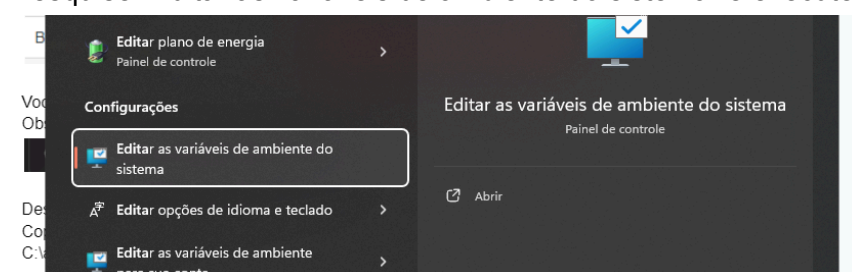 Editar plano de energia
Painel de controle
Configurações
Editar as variáveis de ambiente do
sistema
Editar opções de idioma e teclado
Editar as variáveis de ambiente
Editar as variáveis de ambiente do sistema
Painel de controle
Abrir